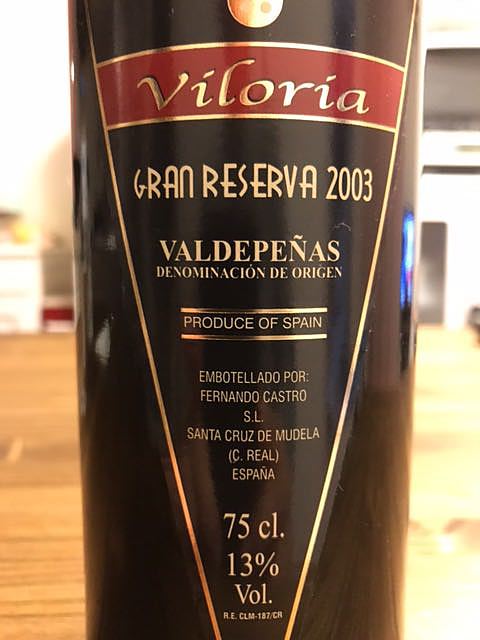 Viloria
GRAN RESERVA 2003
VALDEPEÑAS
DENOMINACIÓN DE ORIGEN
PRODUCE OF SPAIN
EMBOTELLADO POR:
FERNANDO CASTRO
S.L.
SANTA CRUZ DE MUDELA
(C. REAL)
ESPAÑA
75 cl.
13%
Vol.
R.E. CLM-187/CR